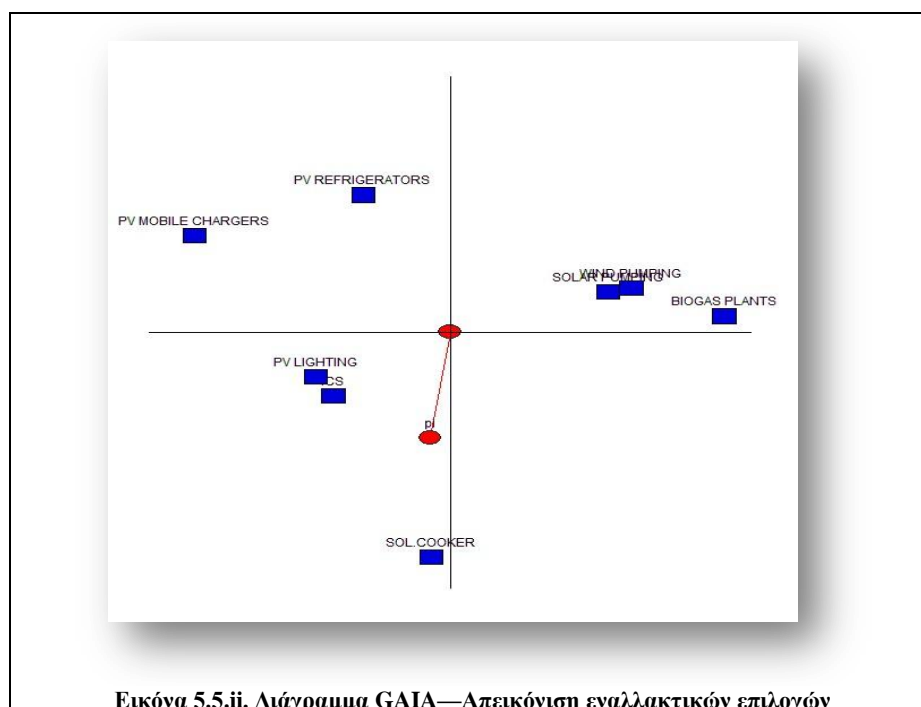 PV REFRIGERATORS
PV MOBILE CHARGERS
WIND PUMPING
SOLAR PUMPING
BIOGAS PLANTS
PV LIGHTING
pi
SOL.COOKER
Εικόνα 5.5.ii. Διάγραμμα GAIA—Απεικόνιση εναλλακτικών επιλογών